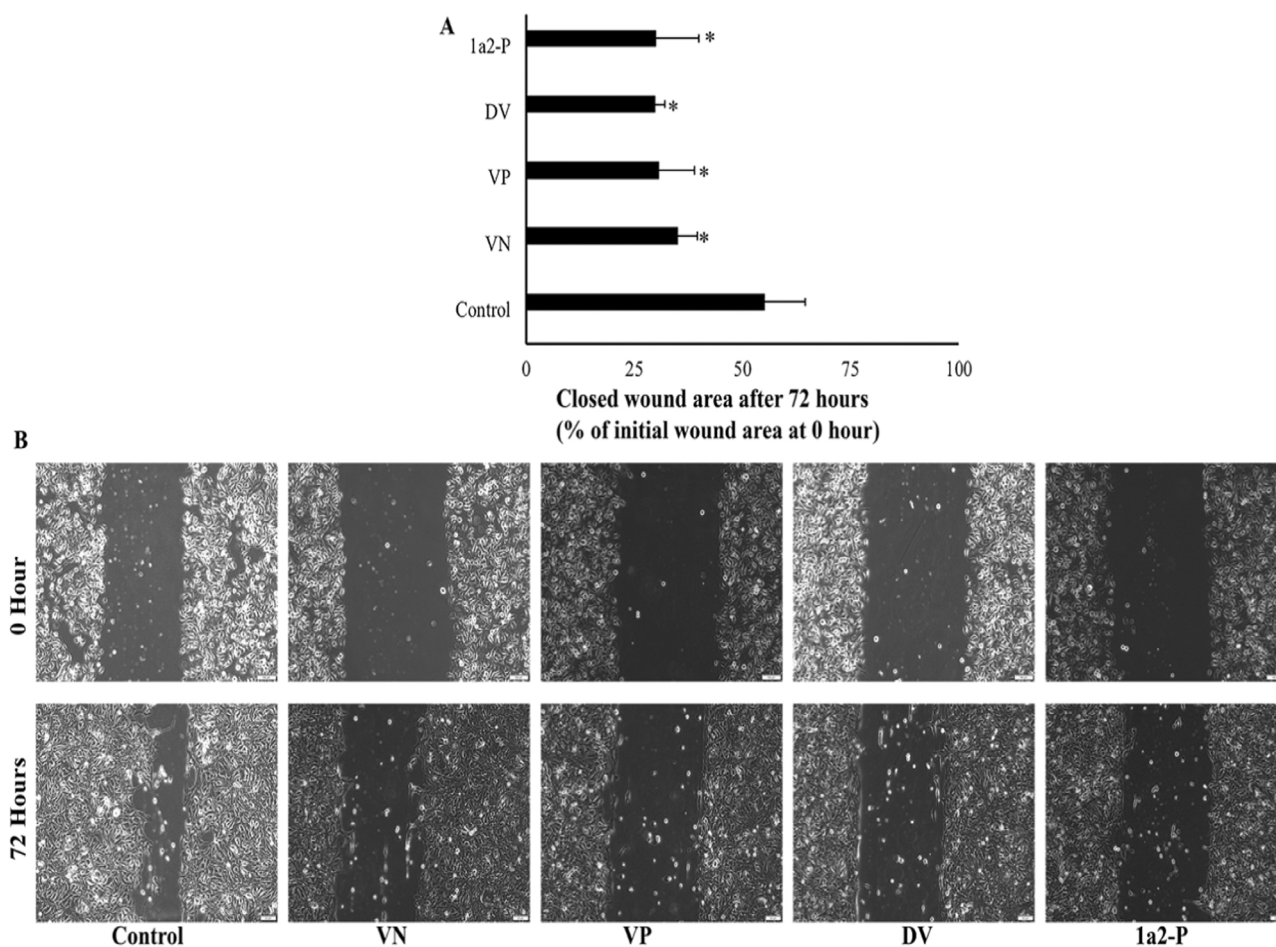 A
1a2-P
*
DV
*
VP
*
VN
*
Control
0 25 50 75 100
Closed wound area after 72 hours
(% of initial wound area at 0 hour)
B
0 Hour
72 Hours
Control VN VP DV 1a2-P